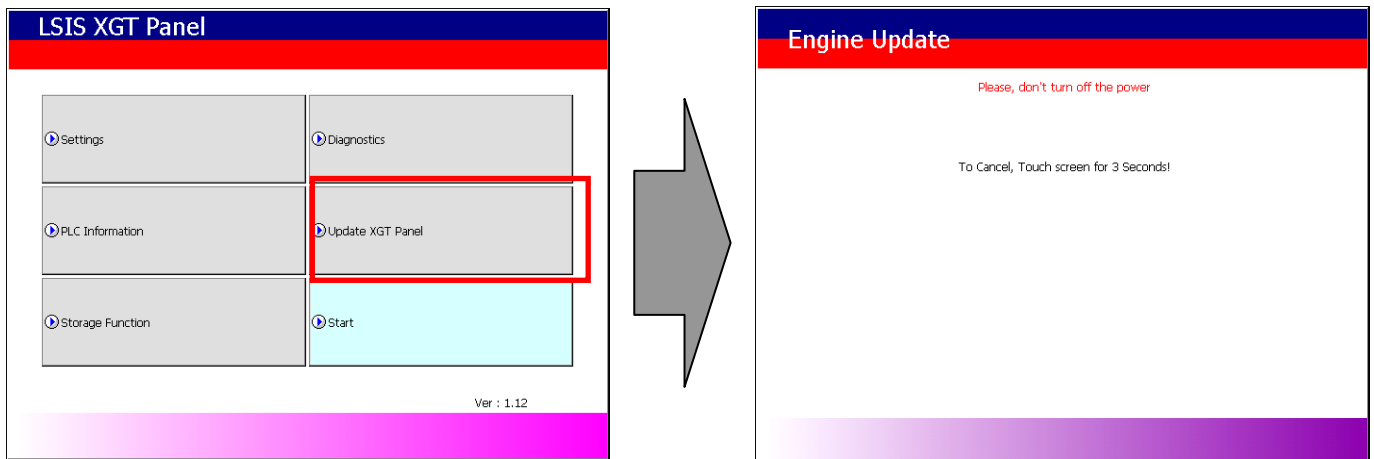 LSIS XGT Panel
Settings
Diagnostics
PLC Information
Update XGT Panel
Storage Function
Start
Ver : 1.12
Engine Update
Please, don't turn off the power
To Cancel, Touch screen for 3 Seconds!